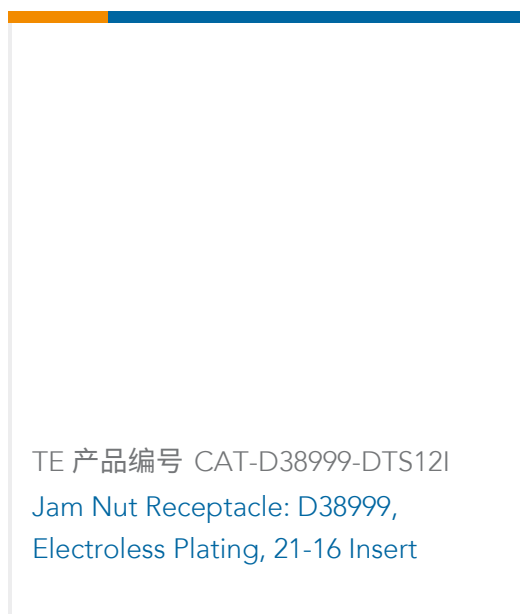 TE 产品编号 CAT-D38999-DTS12I
Jam Nut Receptacle: D38999,
Electroless Plating, 21-16 Insert